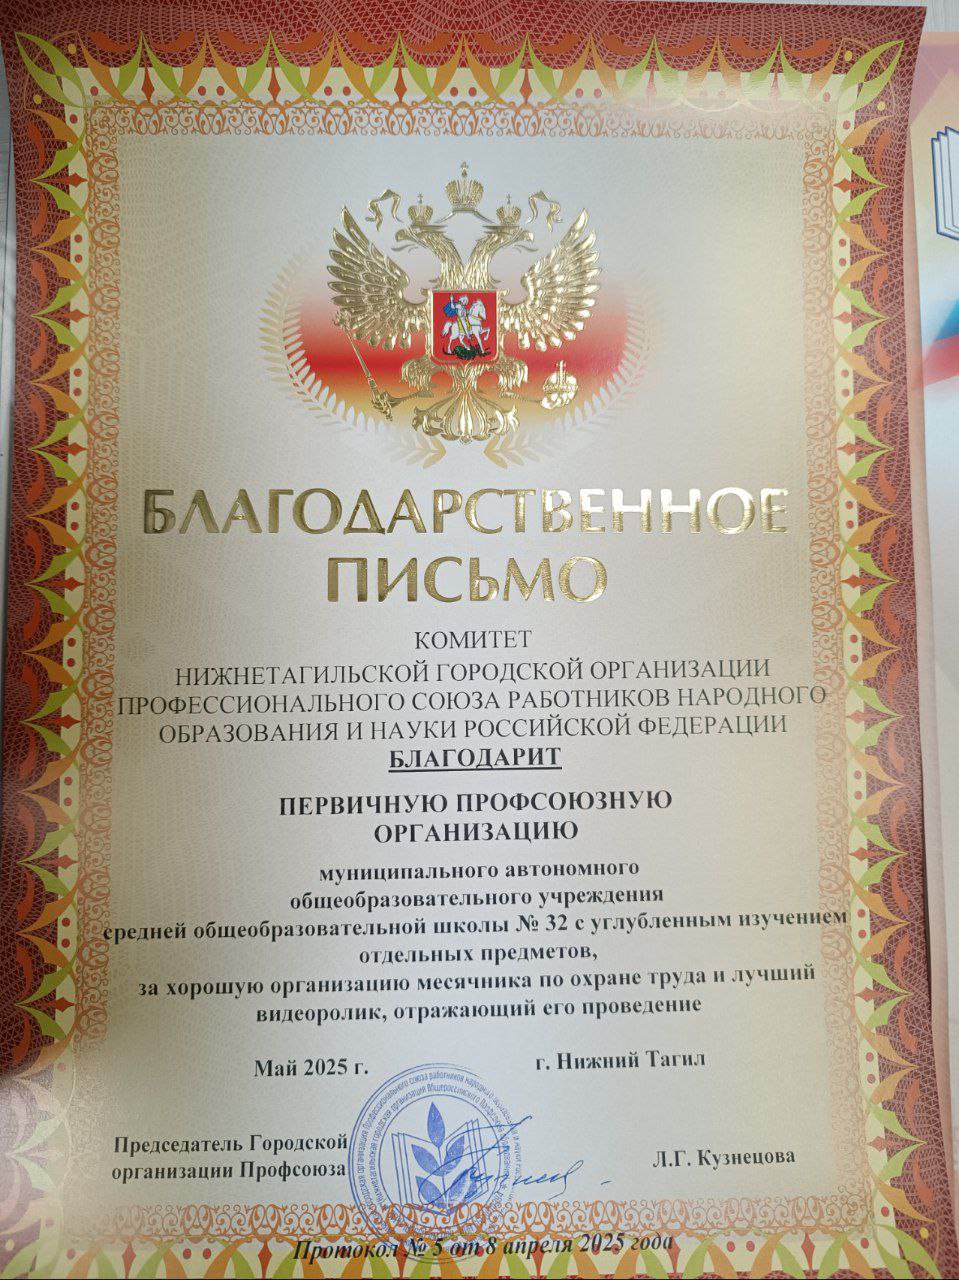 БЛАГОДАРСТВЕННОЕ
ПИСЬМО
КОМИТЕТ
НИЖНЕТАГИЛЬСКОЙ ГОРОДСКОЙ ОРГАНИЗАЦИИ
ПРОФЕССИОНАЛЬНОГО СОЮЗА РАБОТНИКОВ НАРОДНОГО
ОБРАЗОВАНИЯ И НАУКИ РОССИЙСКОЙ ФЕДЕРАЦИИ
БЛАГОДАРИТ
ПЕРВИЧНУЮ ПРОФСОЮЗНУЮ
ОРГАНИЗАЦИЮ
муниципального автономного
общеобразовательного учреждения
средней общеобразовательной школы № 32 с углубленным изучением
отдельных предметов,
за хорошую организацию месячника по охране труда и лучший
видеоролик, отражающий его проведение
Май 2025 г. г. Нижний Тагил
Председатель Городской
организации Профсоюза Л.Г. Кузнецова
Протокол № 5 от 8 апреля 2025 года